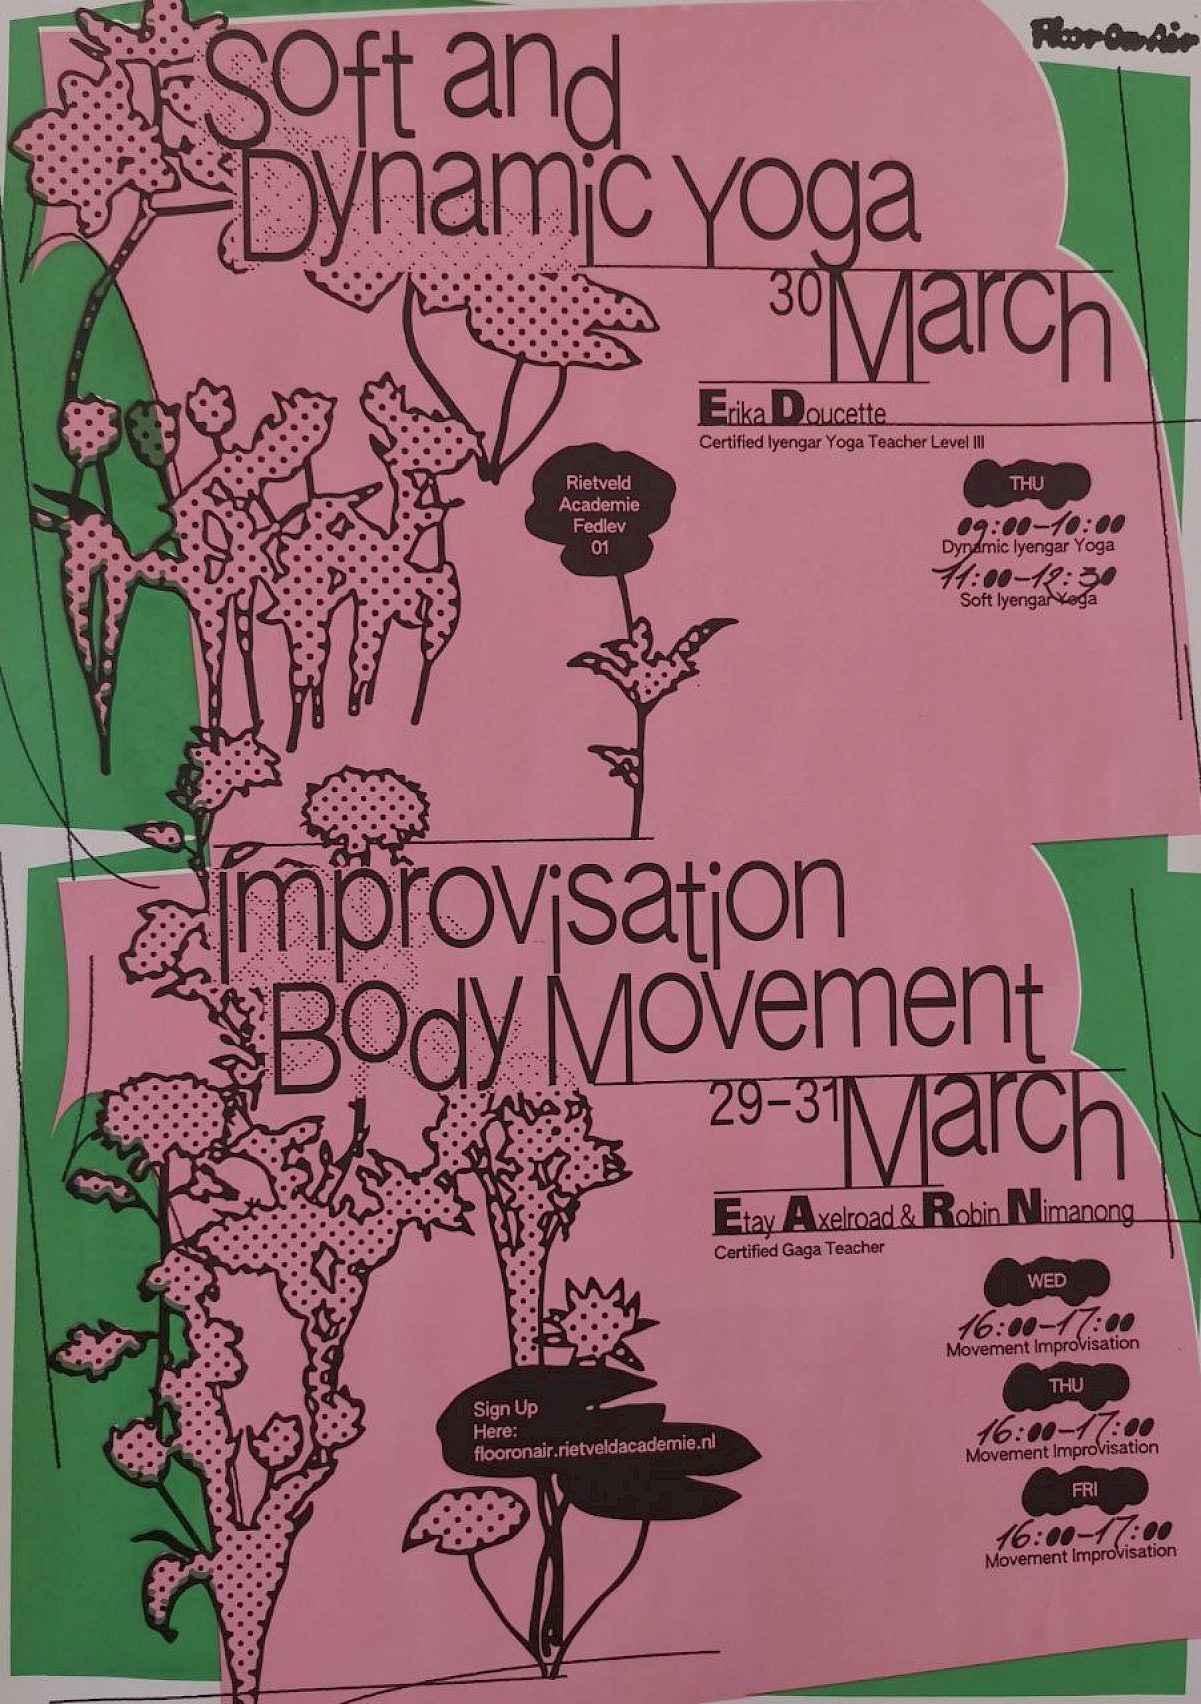 Floor On Air
Soft and
Dynamic Yoga
30 March
Erika Doucette
Certified Iyengar Yoga Teacher Level III
Rietveld
Academie
Fedlev
01
THU
09:00-10:00
Dynamic Iyengar Yoga
11:00-12:30
Soft Iyengar Yoga
improvisation
Body Movement
29-31 March
Etay Axelroad & Robin Nimanong
Certified Gaga Teacher
WED
16:00-17:00
Movement Improvisation
THU
16:00-17:00
Movement Improvisation
FRI
16:00-17:00
Movement Improvisation
Sign Up
Here:
flooronair.rietveldacademie.nl